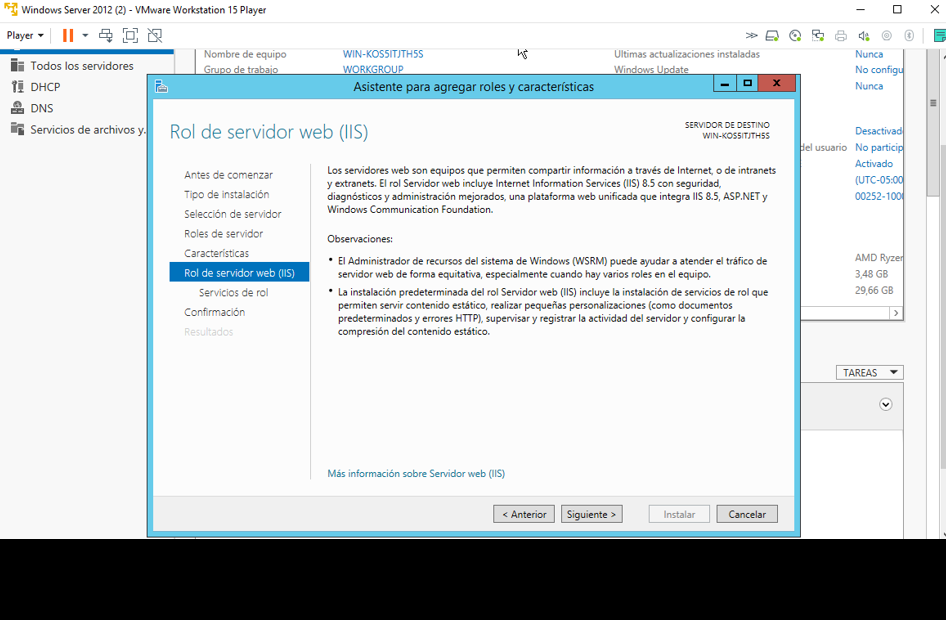 Windows Server 2012 (2) - VMware Workstation 15 Player
Player
Nombre de equipo WIN-KOS5ITJTH5S Últimas actualizaciones instaladas Nunca
Grupo de trabajo WORKGROUP Windows Update No configu
Nunca
Todos los servidores
DHCP
DNS
Servicios de archivos y.
Asistente para agregar roles y características
Rol de servidor web (IIS)
SERVIDOR DE DESTINO
WIN-KOS5ITJTH5S
Antes de comenzar
Tipo de instalación
Selección de servidor
Roles de servidor
Características
Rol de servidor web (IIS)
Servicios de rol
Confirmación
Resultados
Los servidores web son equipos que permiten compartir información a través de Internet, o de intranets
y extranets. El rol Servidor web incluye Internet Information Services (IIS) 8.5 con seguridad,
diagnósticos y administración mejorados, una plataforma web unificada que integra IIS 8.5, ASP.NET y
Windows Communication Foundation.
Observaciones:
• El Administrador de recursos del sistema de Windows (WSRM) puede ayudar a atender el tráfico de
servidor web de forma equitativa, especialmente cuando hay varios roles en el equipo.
• La instalación predeterminada del rol Servidor web (IIS) incluye la instalación de servicios de rol que
permiten servir contenido estático, realizar pequeñas personalizaciones (como documentos
predeterminados y errores HTTP), supervisar y registrar la actividad del servidor y configurar la
compresión del contenido estático.
Más información sobre Servidor web (IIS)
< Anterior Siguiente > Instalar Cancelar
Desactivado
del usuario No particip
Activado
(UTC-05:00
00252-1000
AMD Ryzen
3,48 GB
29,66 GB
TAREAS